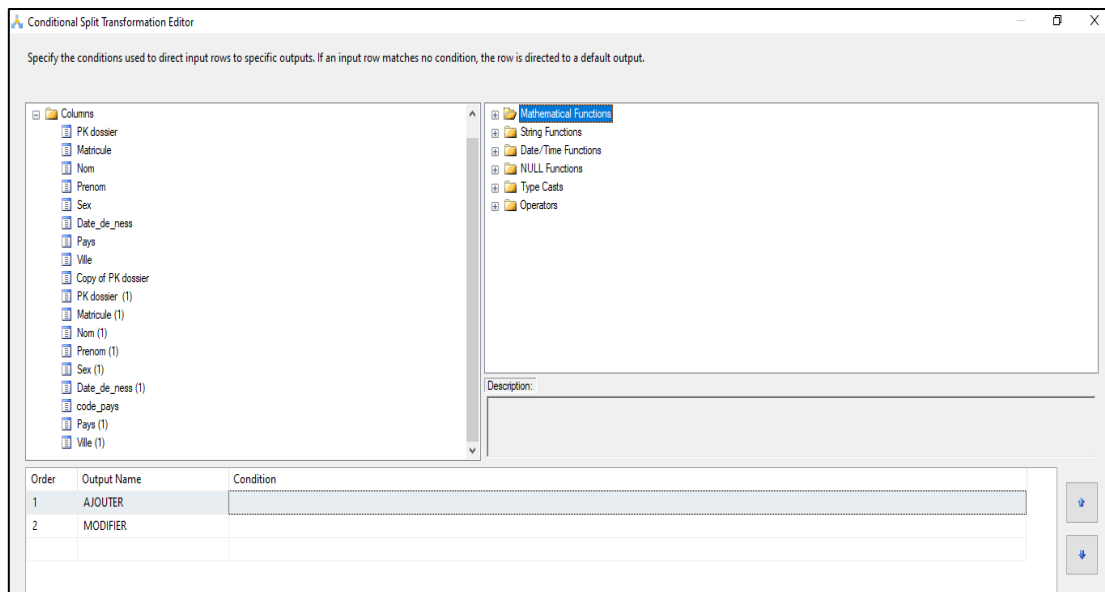 Conditional Split Transformation Editor
Specify the conditions used to direct input rows to specific outputs. If an input row matches no condition, the row is directed to a default output.
Columns
PK dossier
Matricule
Nom
Prenom
Sex
Date_de_ness
Pays
Ville
Copy of PK dossier
PK dossier (1)
Matricule (1)
Nom (1)
Prenom (1)
Sex (1)
Date_de_ness (1)
code_pays
Pays (1)
Ville (1)
Mathematical Functions
String Functions
Date/Time Functions
NULL Functions
Type Casts
Operators
Description:
Order Output Name Condition
1 AJOUTER
2 MODIFIER